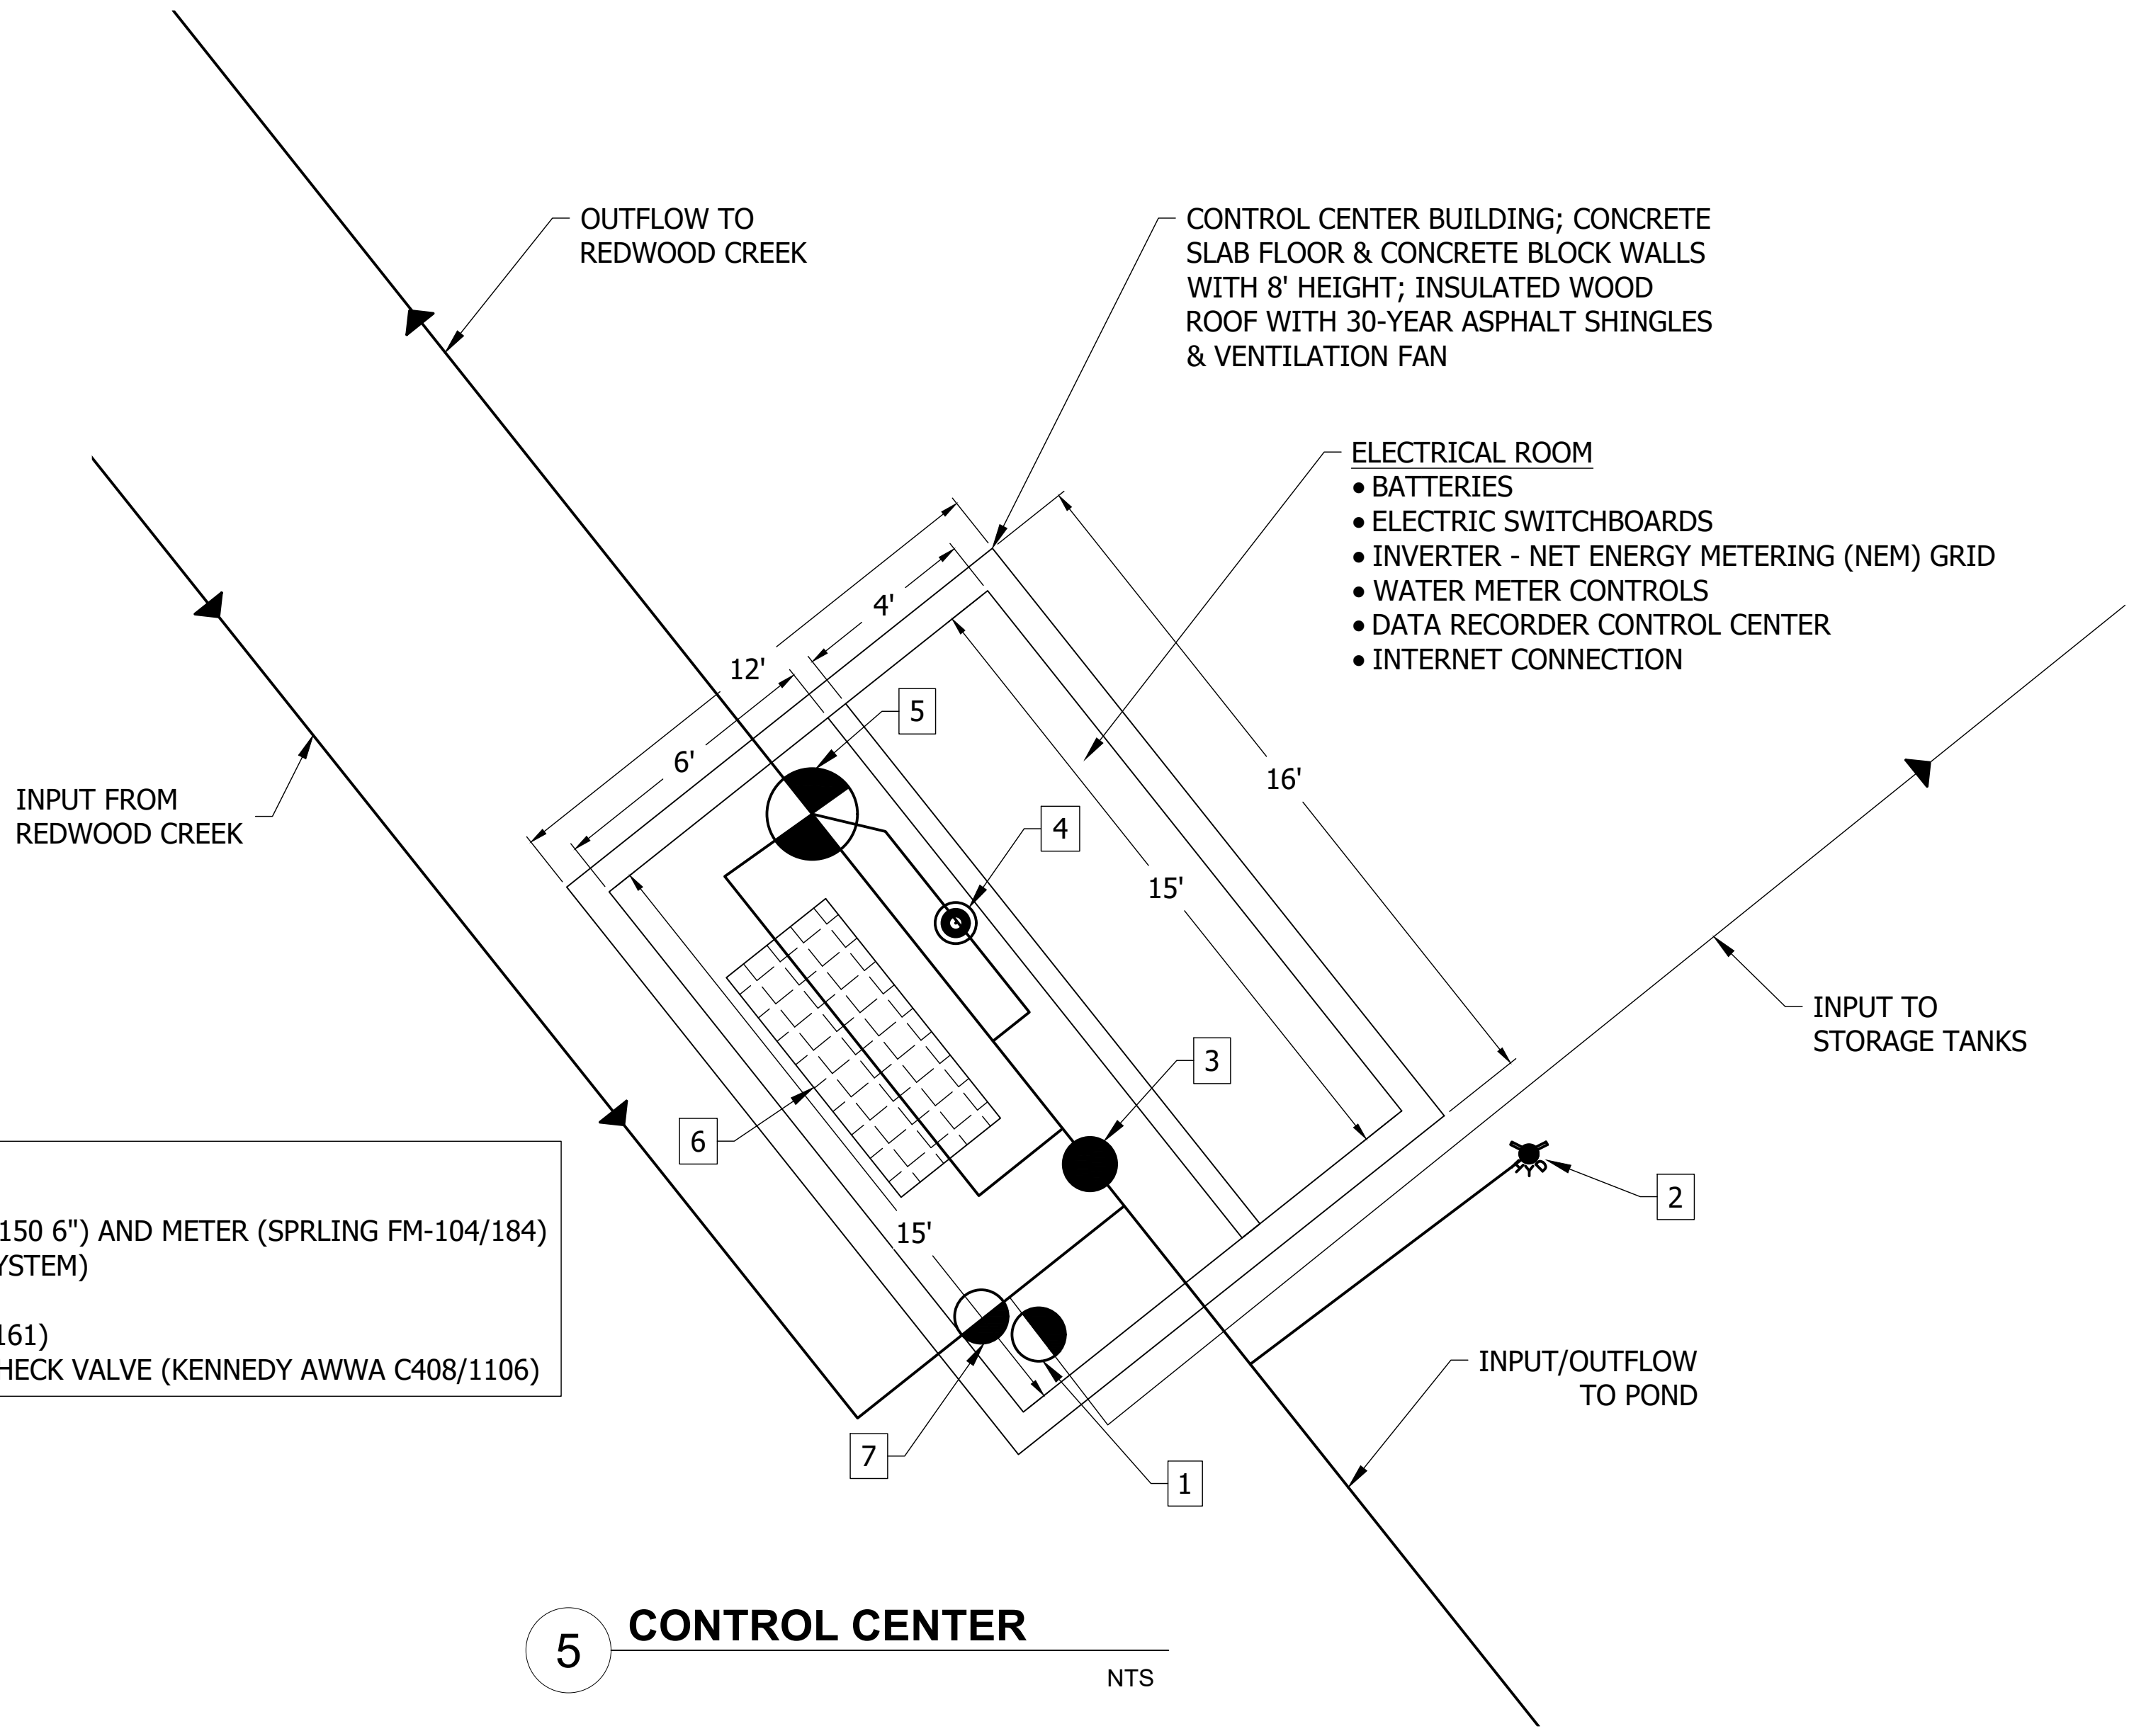 OUTFLOW TO
REDWOOD CREEK
CONTROL CENTER BUILDING; CONCRETE
SLAB FLOOR & CONCRETE BLOCK WALLS
WITH 8' HEIGHT; INSULATED WOOD
ROOF WITH 30-YEAR ASPHALT SHINGLES
& VENTILATION FAN
ELECTRICAL ROOM
• BATTERIES
• ELECTRIC SWITCHBOARDS
• INVERTER - NET ENERGY METERING (NEM) GRID
• WATER METER CONTROLS
• DATA RECORDER CONTROL CENTER
• INTERNET CONNECTION
4'
12'
5
6'
16'
INPUT FROM
REDWOOD CREEK
4
15'
INPUT TO
STORAGE TANKS
3
6
2
15'
150 6") AND METER (SPRLING FM-104/184)
YSTEM)
161)
HECK VALVE (KENNEDY AWWA C408/1106)
INPUT/OUTFLOW
TO POND
7
1
5
CONTROL CENTER
NTS